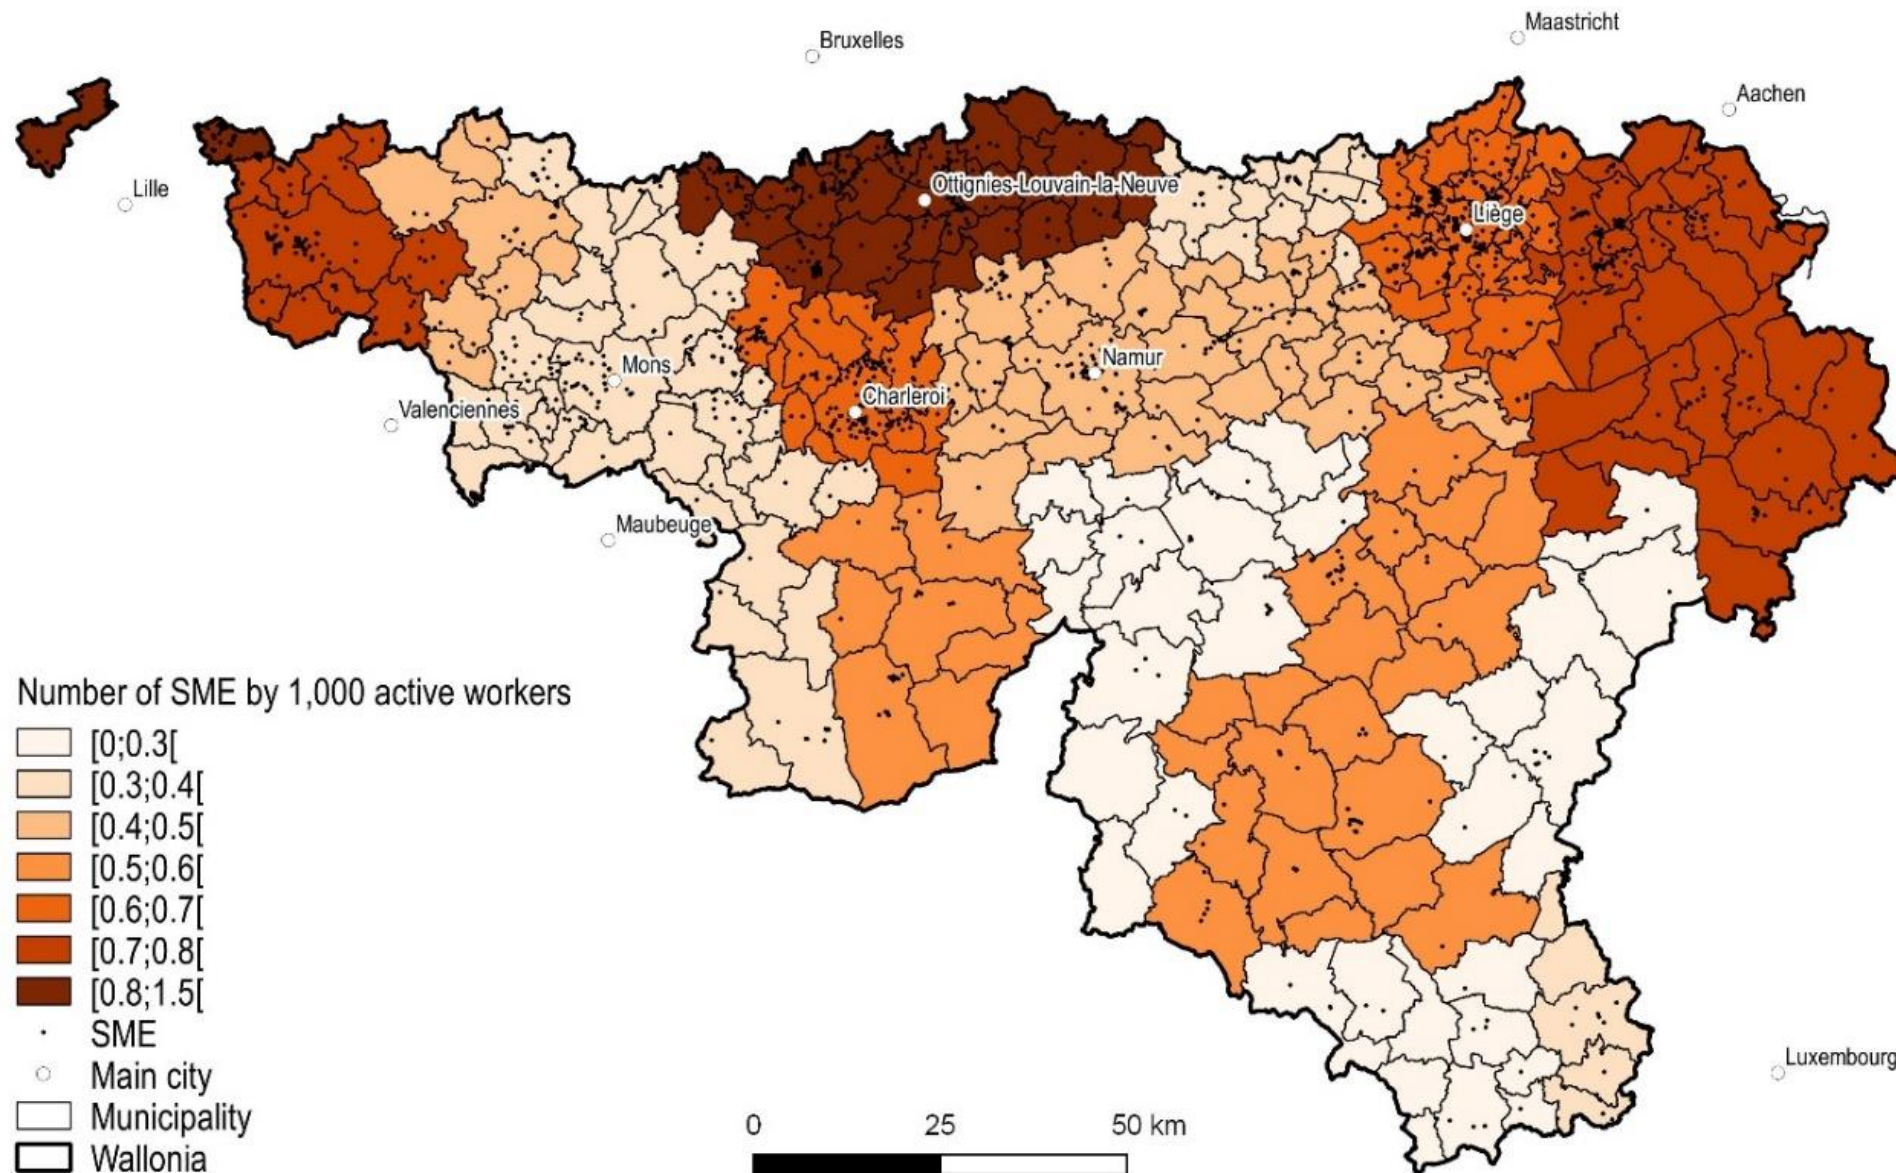 Maastricht
Bruxelles
Aachen
Lille
Ottignies-Louvain-la-Neuve
Liège
Mons
Namur
Charleroi
Valenciennes
Maubeuge
Number of SME by 1,000 active workers
[0;0.3[
[0.3;0.4[
[0.4;0.5[
[0.5;0.6[
[0.6;0.7[
[0.7;0.8[
[0.8;1.5[
SME
Main city
Municipality
Wallonia
Luxembourg
0 25 50 km